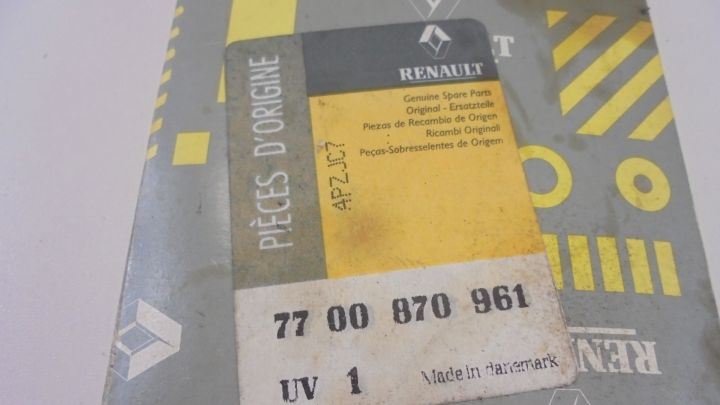 RENAULT
Genuine Spare Parts
Original - Ersatzteile
Piezas de Recambio de Origen
Ricambi Originali
Peças-Sobresselentes de Origem
PIÈCES D'ORIGINE
APZJC7
77 00 870 961
UV 1
Made in danemark